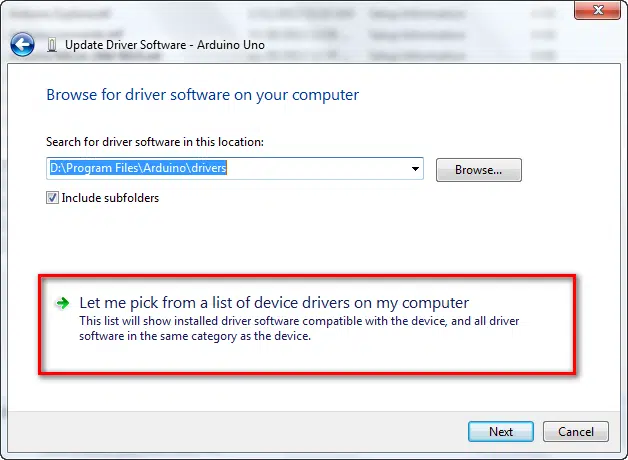 Update Driver Software - Arduino Uno
Browse for driver software on your computer
Search for driver software in this location:
D:\Program Files\Arduino\drivers
Browse...
Include subfolders
Let me pick from a list of device drivers on my computer
This list will show installed driver software compatible with the device, and all driver
software in the same category as the device.
Next
Cancel